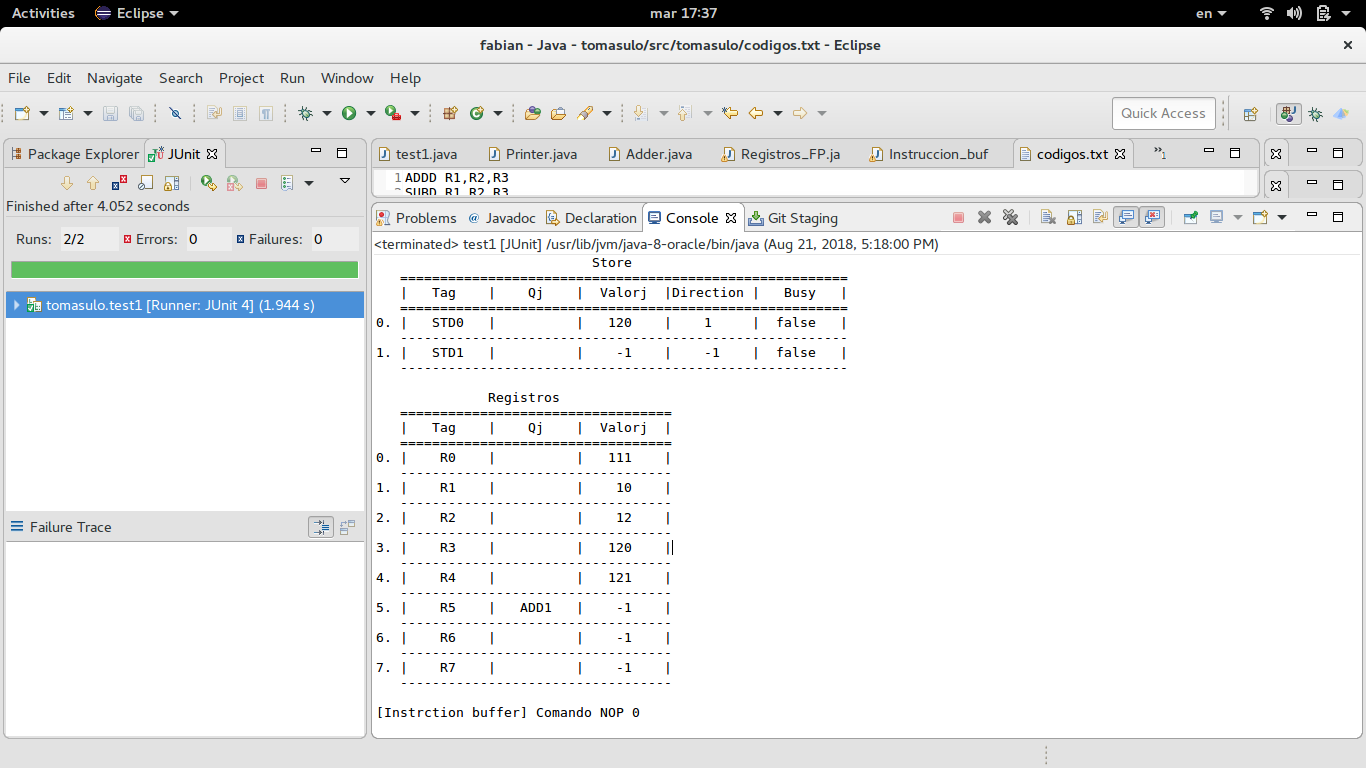 Activities Eclipse mar 17:37 en
fabian - Java - tomasulo/src/tomasulo/codigos.txt - Eclipse
File Edit Navigate Search Project Run Window Help
Quick Access
Package Explorer JUnit
Finished after 4.052 seconds
Runs: 2/2 Errors: 0 Failures: 0
tomasulo.test1 [Runner: JUnit 4] (1.944 s)
Failure Trace
test1.java Printer.java Adder.java Registros_FP.ja Instruccion_buf codigos.txt »1
1 ADDD R1,R2,R3
2 SUBD R1,R2,R3
Problems @ Javadoc Declaration Console Git Staging
<terminated> test1 [JUnit] /usr/lib/jvm/java-8-oracle/bin/java (Aug 21, 2018, 5:18:00 PM)
Store
========================================================
| Tag | Qj | Valorj |Direction | Busy |
========================================================
0. | STD0 | | 120 | 1 | false |
--------------------------------------------------------
1. | STD1 | | -1 | -1 | false |
--------------------------------------------------------
Registros
==================================
| Tag | Qj | Valorj |
==================================
0. | R0 | | 111 |
----------------------------------
1. | R1 | | 10 |
----------------------------------
2. | R2 | | 12 |
----------------------------------
3. | R3 | | 120 |
----------------------------------
4. | R4 | | 121 |
----------------------------------
5. | R5 | ADD1 | -1 |
----------------------------------
6. | R6 | | -1 |
----------------------------------
7. | R7 | | -1 |
----------------------------------
[Instrction buffer] Comando NOP 0